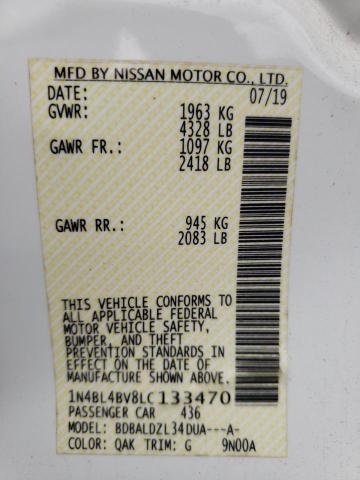 MFD BY NISSAN MOTOR CO., LTD.
DATE: 07/19
GVWR: 1963 KG
4328 LB
GAWR FR.: 1097 KG
2418 LB
GAWR RR.: 945 KG
2083 LB
THIS VEHICLE CONFORMS TO
ALL APPLICABLE FEDERAL
MOTOR VEHICLE SAFETY,
BUMPER, AND THEFT
PREVENTION STANDARDS
IN EFFECT ON THE DATE OF
MANUFACTURE SHOWN ABOVE.
1N4BL4BV8LC133470
PASSENGER CAR 436
MODEL: BDBALDZL34DUA---A-
COLOR: QAK TRIM: G 9N00A